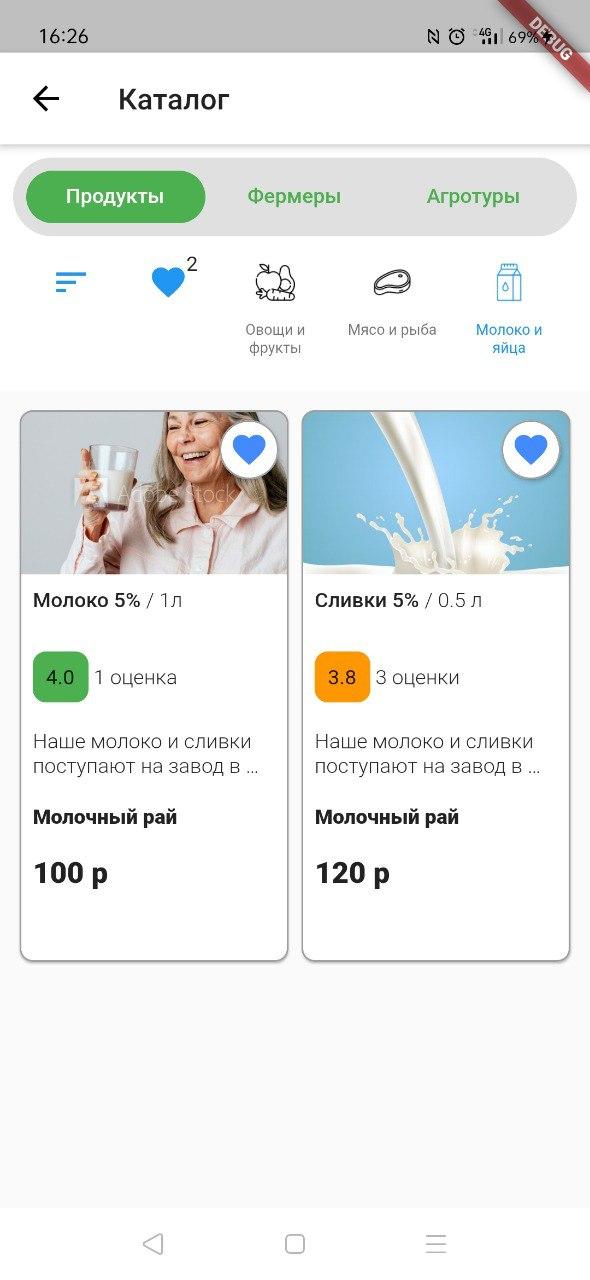 16:26
4G
69%
DEBUG
Каталог
Продукты
Фермеры
Агротуры
2
Овощи и
фрукты
Мясо и рыба
Молоко и
яйца
Adobe Stock
Молоко 5% / 1л
4.0 1 оценка
Наше молоко и сливки
поступают на завод в ...
Молочный рай
100 р
Сливки 5% / 0.5 л
3.8 3 оценки
Наше молоко и сливки
поступают на завод в ...
Молочный рай
120 р